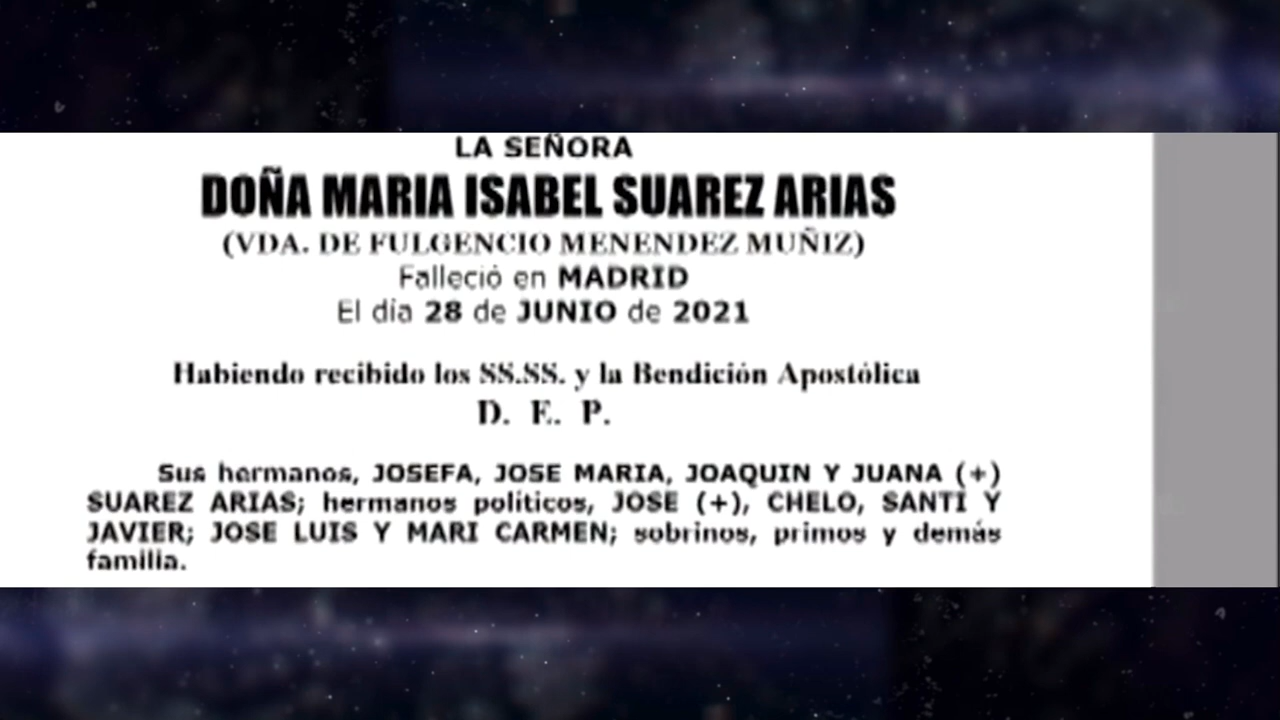 LA SEÑORA
DOÑA MARIA ISABEL SUAREZ ARIAS
(VDA. DE FULGENCIO MENENDEZ MUÑIZ)
Falleció en MADRID
El día 28 de JUNIO de 2021
Habiendo recibido los SS.SS. y la Bendición Apostólica
D. E. P.
Sus hermanos, JOSEFA, JOSE MARIA, JOAQUIN Y JUANA (+)
SUAREZ ARIAS; hermanos políticos, JOSE (+), CHELO, SANTI Y
JAVIER; JOSE LUIS Y MARI CARMEN; sobrinos, primos y demás
familia.